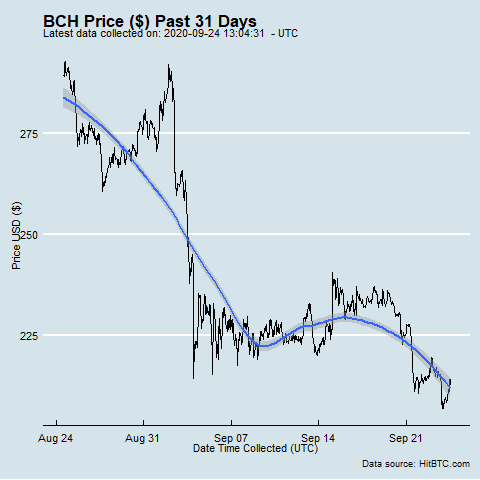 BCH Price ($) Past 31 Days
Latest data collected on: 2020-09-24 13:04:31 - UTC
275
250
225
Price USD ($)
Aug 24 Aug 31 Sep 07 Sep 14 Sep 21
Date Time Collected (UTC)
Data source: HitBTC.com